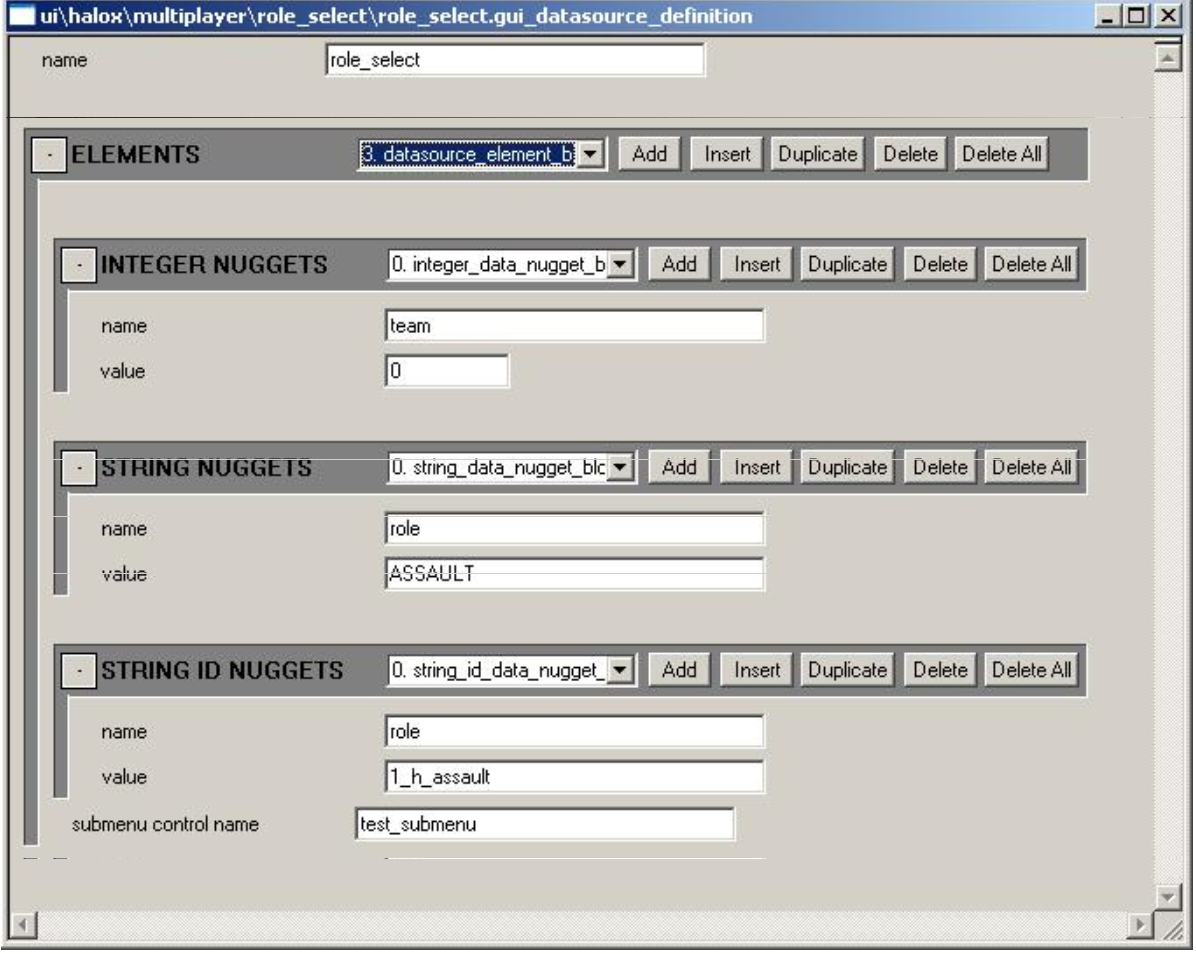 ui\halox\multiplayer\role_select\role_select.gui_datasource_definition
name role_select
- ELEMENTS 3. datasource_element_b Add Insert Duplicate Delete Delete All
- INTEGER NUGGETS 0. integer_data_nugget_b Add Insert Duplicate Delete Delete All
name team
value 0
- STRING NUGGETS 0. string_data_nugget_blc Add Insert Duplicate Delete Delete All
name role
value ASSAULT
- STRING ID NUGGETS 0. string_id_data_nugget_ Add Insert Duplicate Delete Delete All
name role
value 1_h_assault
submenu control name test_submenu